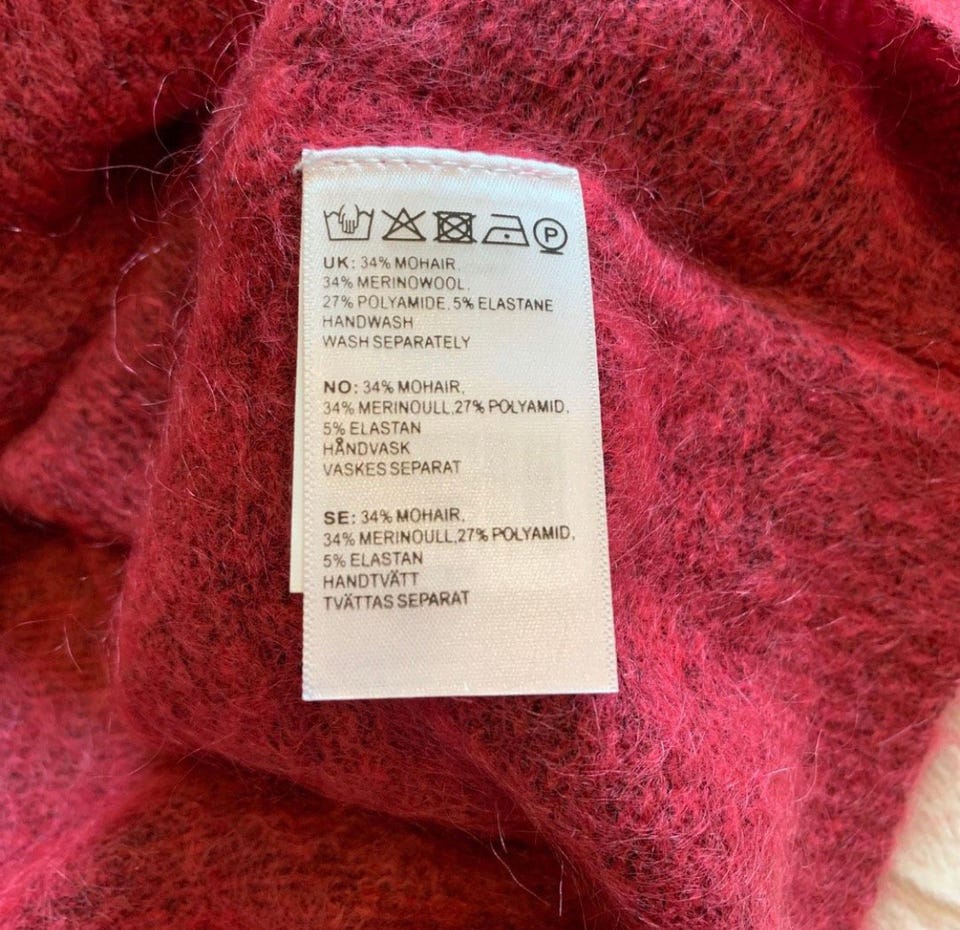 P
UK: 34% MOHAIR,
34% MERINOWOOL,
27% POLYAMIDE, 5% ELASTANE
HANDWASH
WASH SEPARATELY
NO: 34% MOHAIR,
34% MERINOULL,27% POLYAMID,
5% ELASTAN
HÅNDVASK
VASKES SEPARAT
SE: 34% MOHAIR,
34% MERINOULL,27% POLYAMID,
5% ELASTAN
HANDTVÄTT
TVÄTTAS SEPARAT